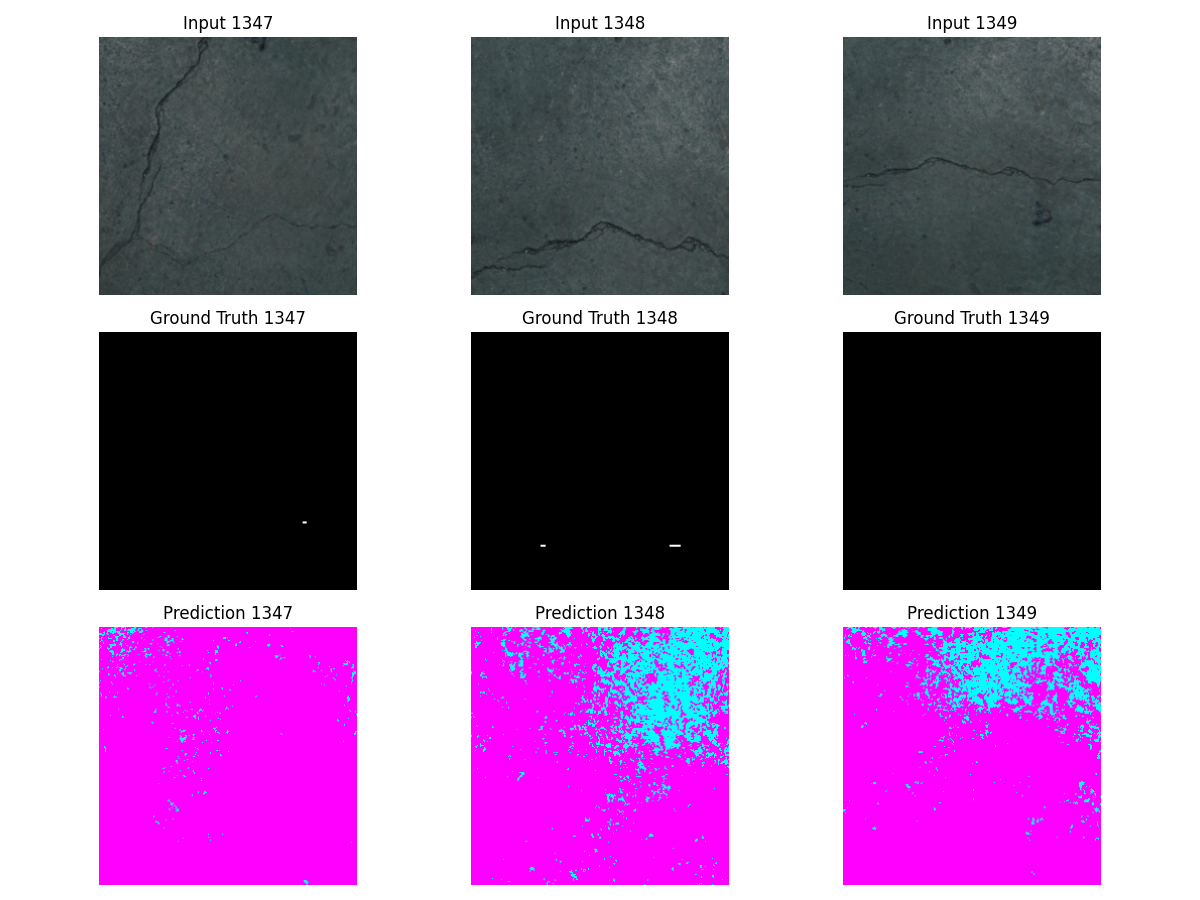 Input 1347
Input 1348
Input 1349
Ground Truth 1347
Ground Truth 1348
Ground Truth 1349
Prediction 1347
Prediction 1348
Prediction 1349